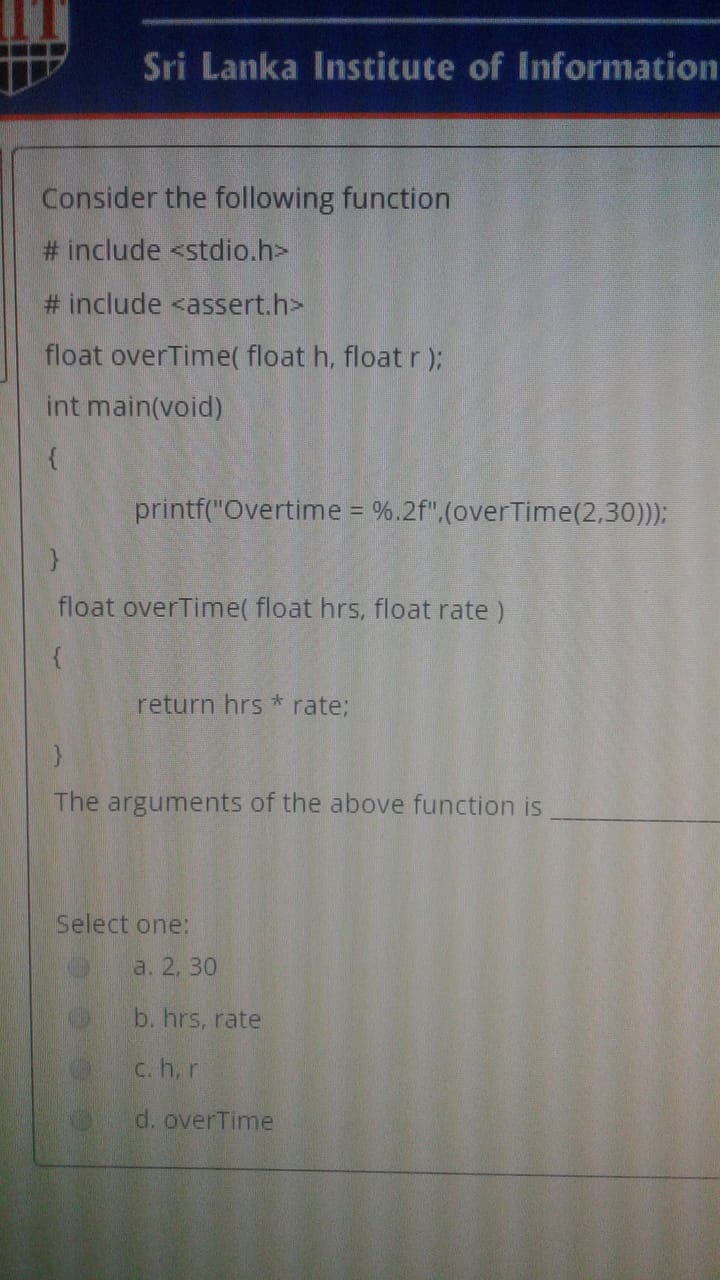 IIT
Sri Lanka Institute of Information
Consider the following function
# include <stdio.h>
# include <assert.h>
float overTime( float h, float r );
int main(void)
{
printf("Overtime = %.2f",(overTime(2,30)));
}
float overTime( float hrs, float rate )
{
return hrs * rate;
}
The arguments of the above function is ____________
Select one:
a. 2, 30
b. hrs, rate
c. h, r
d. overTime